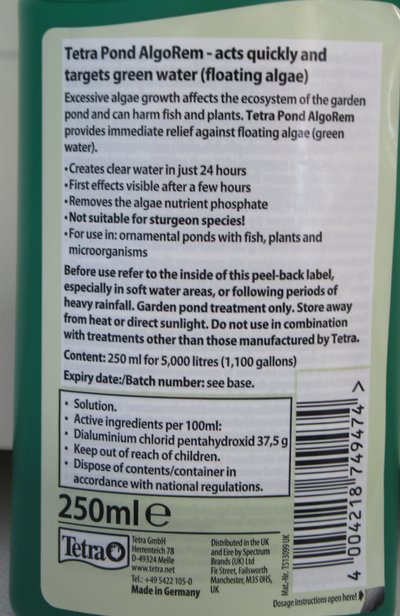 Tetra Pond AlgoRem - acts quickly and
targets green water (floating algae)
Excessive algae growth affects the ecosystem of the garden
pond and can harm fish and plants. Tetra Pond AlgoRem
provides immediate relief against floating algae (green
water).
•Creates clear water in just 24 hours
•First effects visible after a few hours
•Removes the algae nutrient phosphate
•Not suitable for sturgeon species!
•For use in: ornamental ponds with fish, plants and
microorganisms
Before use refer to the inside of this peel-back label,
especially in soft water areas, or following periods of
heavy rainfall. Garden pond treatment only. Store away
from heat or direct sunlight. Do not use in combination
with treatments other than those manufactured by Tetra.
Content: 250 ml for 5,000 litres (1,100 gallons)
Expiry date:/Batch number: see base.
• Solution.
• Active ingredients per 100ml:
• Dialuminium chlorid pentahydroxid 37,5 g
• Keep out of reach of children.
• Dispose of contents/container in
accordance with national regulations.
250ml e
Tetra
Tetra GmbH
Herrenteich 78
D-49324 Melle
www.tetra.net
Tel.: +49 5422 105-0
Made in Germany
Distributed in the UK
and Eire by Spectrum
Brands (UK) Ltd
Fir Street, Failsworth
Manchester, M35 0HS,
UK
Mat.-Nr. T513099 UK
4 004218 749474 >
Dosage instructions open here!